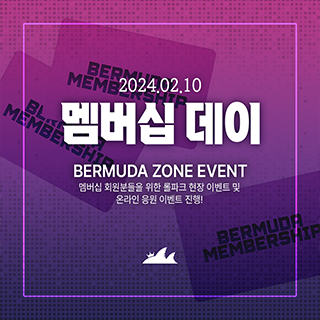 BERMUDA
MEMBERSHIP
2024.02.10
멤버십 데이
MEMBERSHIP
BERMUDA ZONE EVENT
멤버십 회원분들을 위한 롤파크 현장 이벤트 및
온라인 응원 이벤트 진행!
BERMUDA
MEMBERSHIP